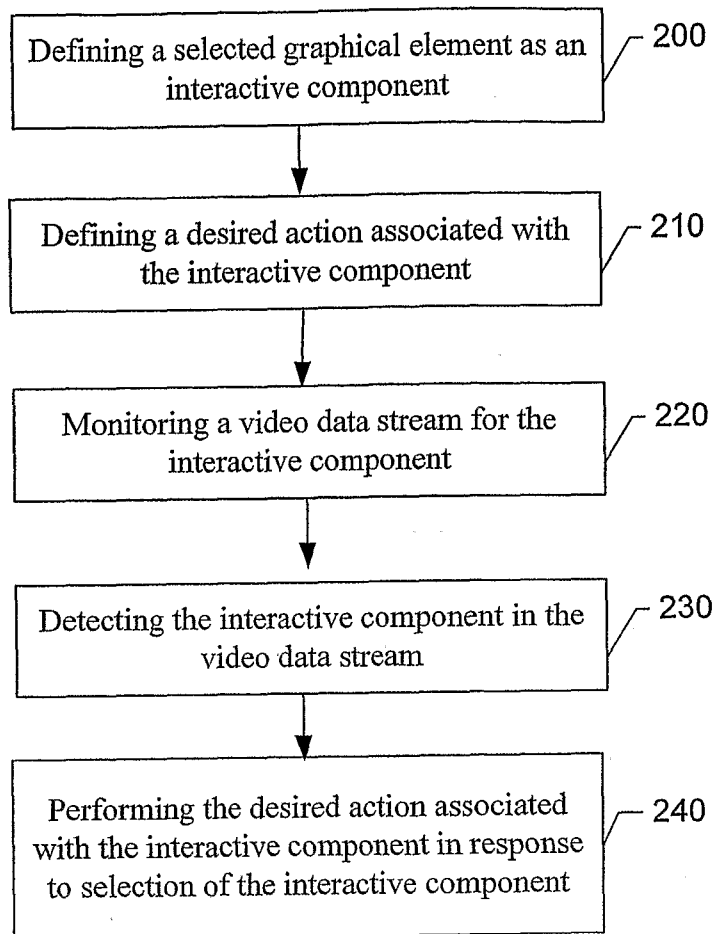 Defining a selected graphical element as an
interactive component
200
Defining a desired action associated with
the interactive component
210
Monitoring a video data stream for the
interactive component
220
Detecting the interactive component in the
video data stream
230
Performing the desired action associated
with the interactive component in response
to selection of the interactive component
240